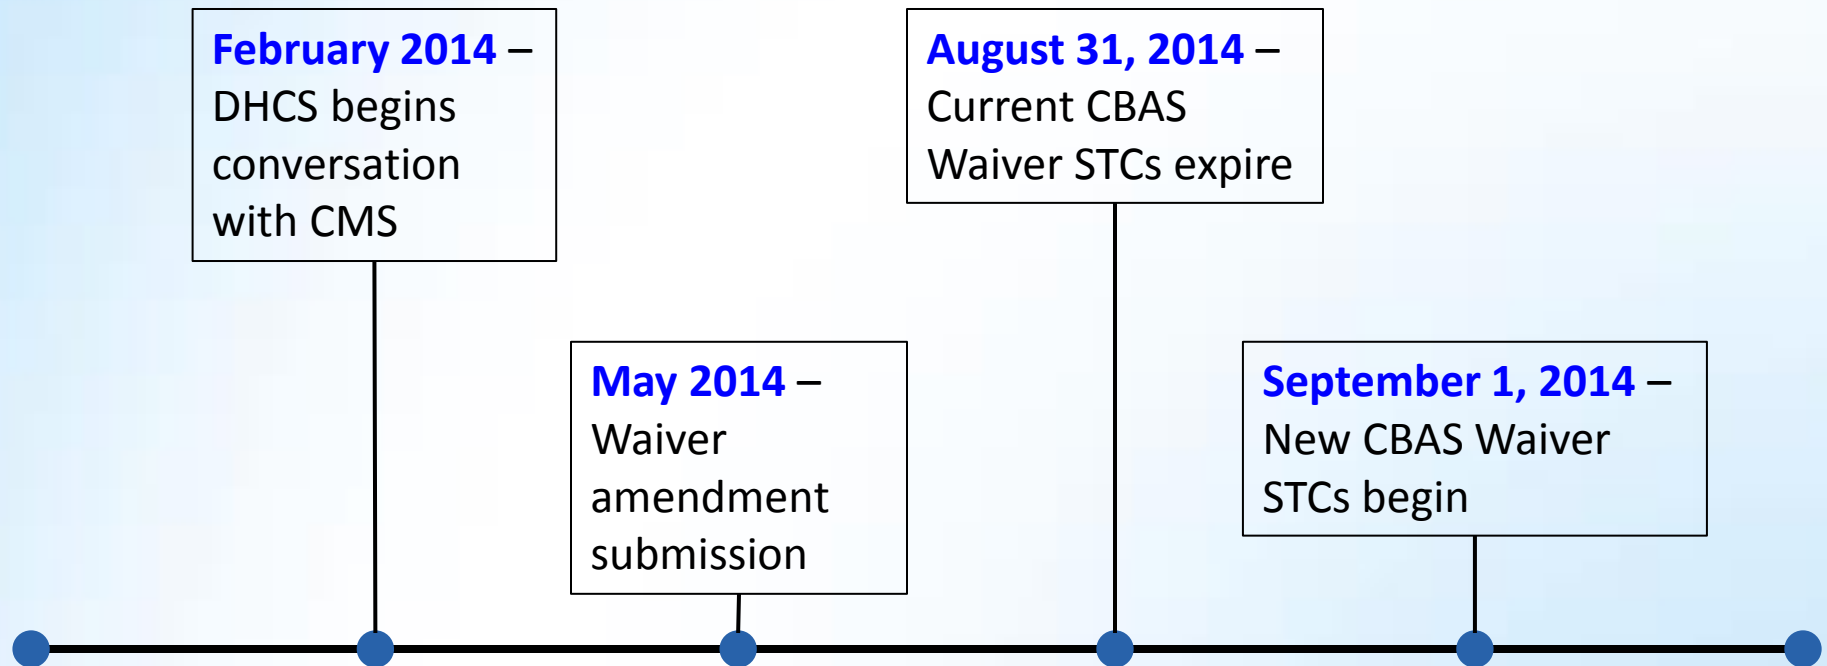 February 2014 –
DHCS begins
conversation
with CMS
May 2014 –
Waiver
amendment
submission
August 31, 2014 –
Current CBAS
Waiver STCs expire
September 1, 2014 –
New CBAS Waiver
STCs begin